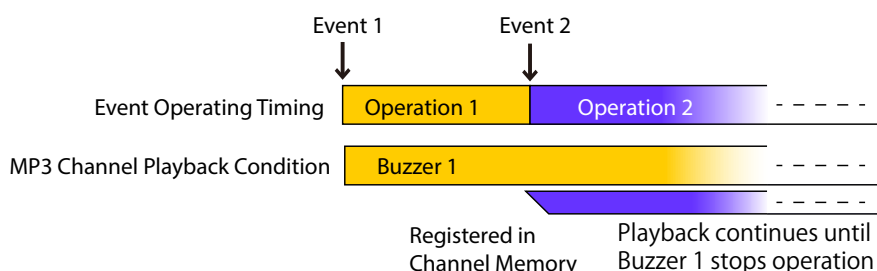 Event 1
Event 2
Event Operating Timing
Operation 1
Operation 2
MP3 Channel Playback Condition
Buzzer 1
Registered in
Channel Memory
Playback continues until
Buzzer 1 stops operation